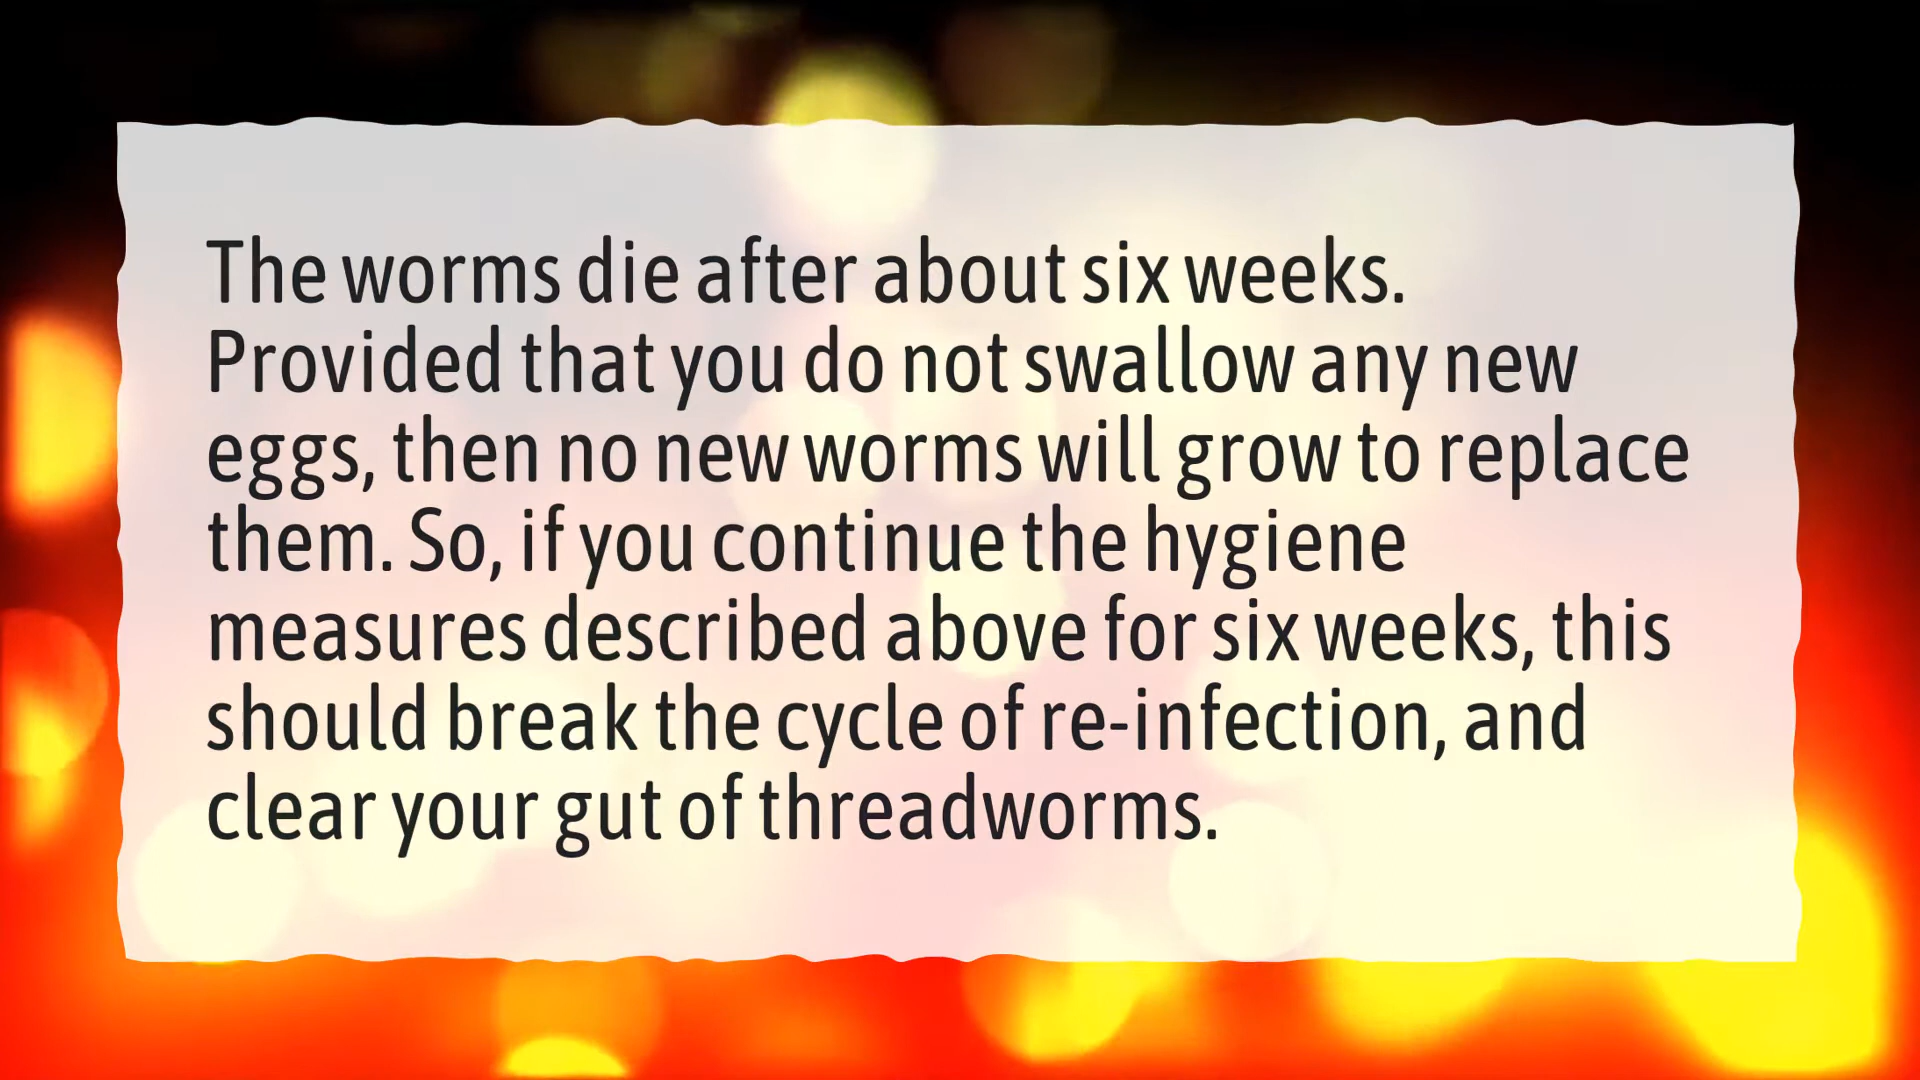 The worms die after about six weeks.
Provided that you do not swallow any new
eggs, then no new worms will grow to replace
them. So, if you continue the hygiene
measures described above for six weeks, this
should break the cycle of re-infection, and
clear your gut of threadworms.